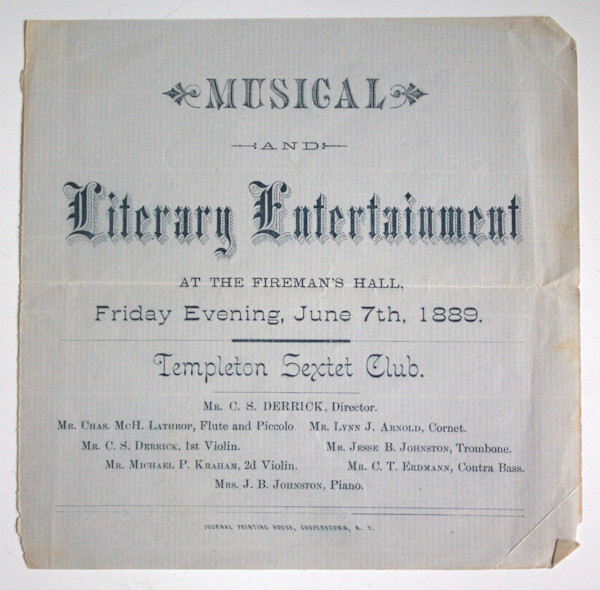 MUSICAL
AND
Literary Entertainment
AT THE FIREMAN'S HALL,
Friday Evening, June 7th, 1889.
Templeton Sextet Club.
MR. C. S. DERRICK, Director.
MR. CHAS. MCH. LATHROP, Flute and Piccolo MR. LYNN J. ARNOLD, Cornet.
MR. C. S. DERRICK, 1st Violin. MR. JESSE B. JOHNSTON, Trombone.
MR. MICHAEL P. KRAHAM, 2d Violin. MR. C. T. ERDMANN, Contra Bass.
MRS. J. B. JOHNSTON, Piano.
JOURNAL PRINTING HOUSE, COOPERSTOWN, N. Y.